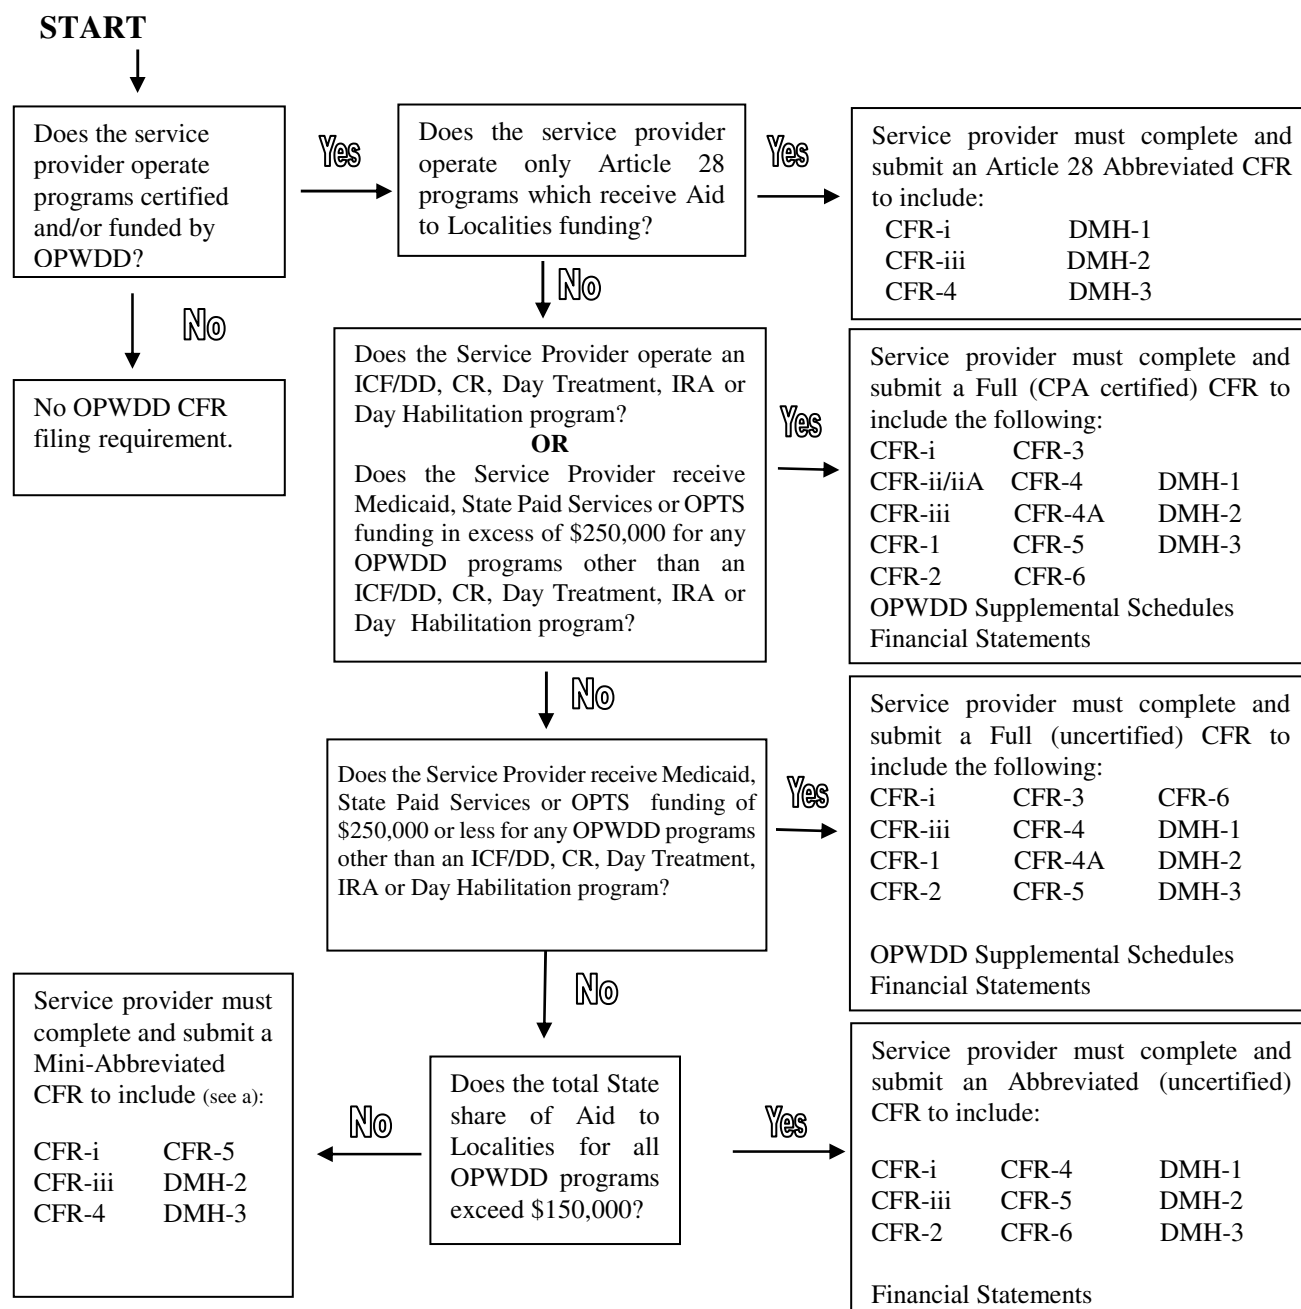 START
Does the service
provider operate
programs certified
and/or funded by
OPWDD?
Yes
Does the service provider
operate only Article 28
programs which receive Aid
to Localities funding?
Yes
Service provider must complete and
submit an Article 28 Abbreviated CFR
to include:
CFR-i DMH-1
CFR-iii DMH-2
CFR-4 DMH-3
No
No
No OPWDD CFR
filing requirement.
Does the Service Provider operate an
ICF/DD, CR, Day Treatment, IRA or
Day Habilitation program?
OR
Does the Service Provider receive
Medicaid, State Paid Services or OPTS
funding in excess of $250,000 for any
OPWDD programs other than an
ICF/DD, CR, Day Treatment, IRA or
Day Habilitation program?
Yes
Service provider must complete and
submit a Full (CPA certified) CFR to
include the following:
CFR-i CFR-3
CFR-ii/iiA CFR-4 DMH-1
CFR-iii CFR-4A DMH-2
CFR-1 CFR-5 DMH-3
CFR-2 CFR-6
OPWDD Supplemental Schedules
Financial Statements
No
Does the Service Provider receive Medicaid,
State Paid Services or OPTS funding of
$250,000 or less for any OPWDD programs
other than an ICF/DD, CR, Day Treatment,
IRA or Day Habilitation program?
Yes
Service provider must complete and
submit a Full (uncertified) CFR to
include the following:
CFR-i CFR-3 CFR-6
CFR-iii CFR-4 DMH-1
CFR-1 CFR-4A DMH-2
CFR-2 CFR-5 DMH-3
OPWDD Supplemental Schedules
Financial Statements
No
Does the total State
share of Aid to
Localities for all
OPWDD programs
exceed $150,000?
No
Service provider must
complete and submit a
Mini-Abbreviated
CFR to include (see a):
CFR-i CFR-5
CFR-iii DMH-2
CFR-4 DMH-3
Yes
Service provider must complete and
submit an Abbreviated (uncertified)
CFR to include:
CFR-i CFR-4 DMH-1
CFR-iii CFR-5 DMH-2
CFR-2 CFR-6 DMH-3
Financial Statements